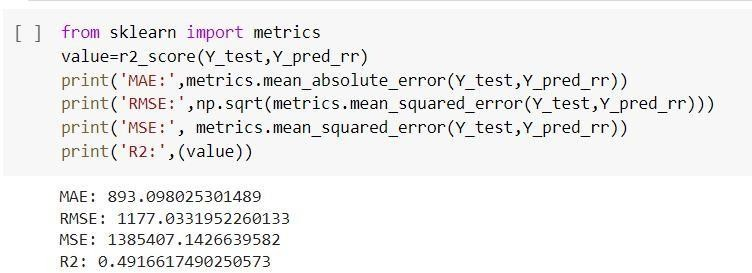 [ ] from sklearn import metrics
value=r2_score(Y_test,Y_pred_rr)
print('MAE:',metrics.mean_absolute_error(Y_test,Y_pred_rr))
print('RMSE:',np.sqrt(metrics.mean_squared_error(Y_test,Y_pred_rr)))
print('MSE:', metrics.mean_squared_error(Y_test,Y_pred_rr))
print('R2:',(value))
MAE: 893.098025301489
RMSE: 1177.0331952260133
MSE: 1385407.1426639582
R2: 0.4916617490250573